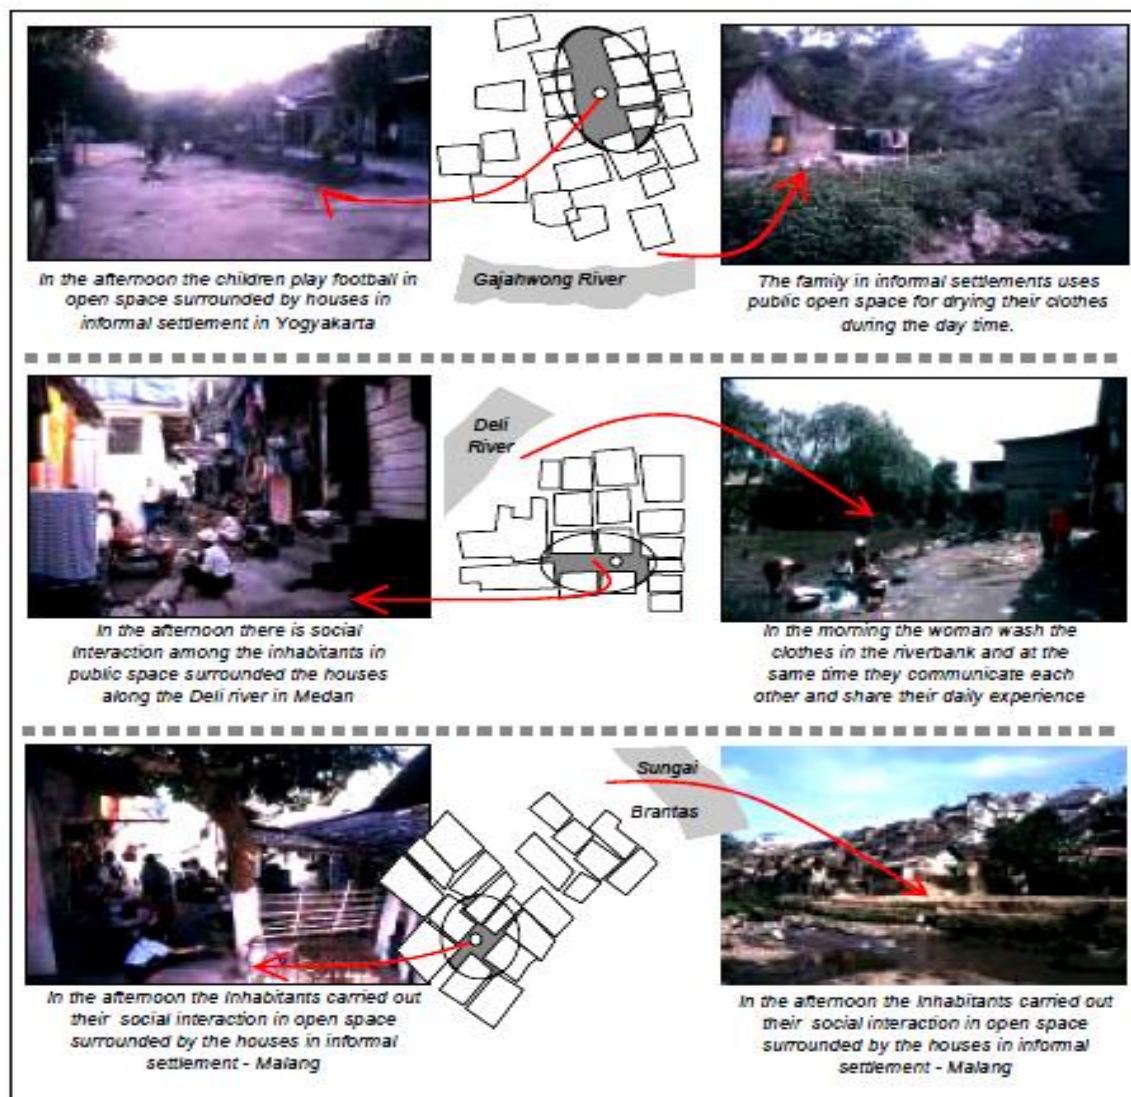 In the afternoon the children play football in
open space surrounded by houses in
informal settlement in Yogyakarta
Gajahwong River
The family in informal settlements uses
public open space for drying their clothes
during the day time.
Deli
River
In the afternoon there is social
Interaction among the inhabitants in
public space surrounded the houses
along the Deli river in Medan
In the morning the woman wash the
clothes in the riverbank and at the
same time they communicate each
other and share their daily experience
Sungai
Brantas
In the afternoon the Inhabitants carried out
their social interaction in open space
surrounded by the houses in informal
settlement - Malang
In the afternoon the Inhabitants carried out
their social interaction in open space
surrounded by the houses in informal
settlement - Malang